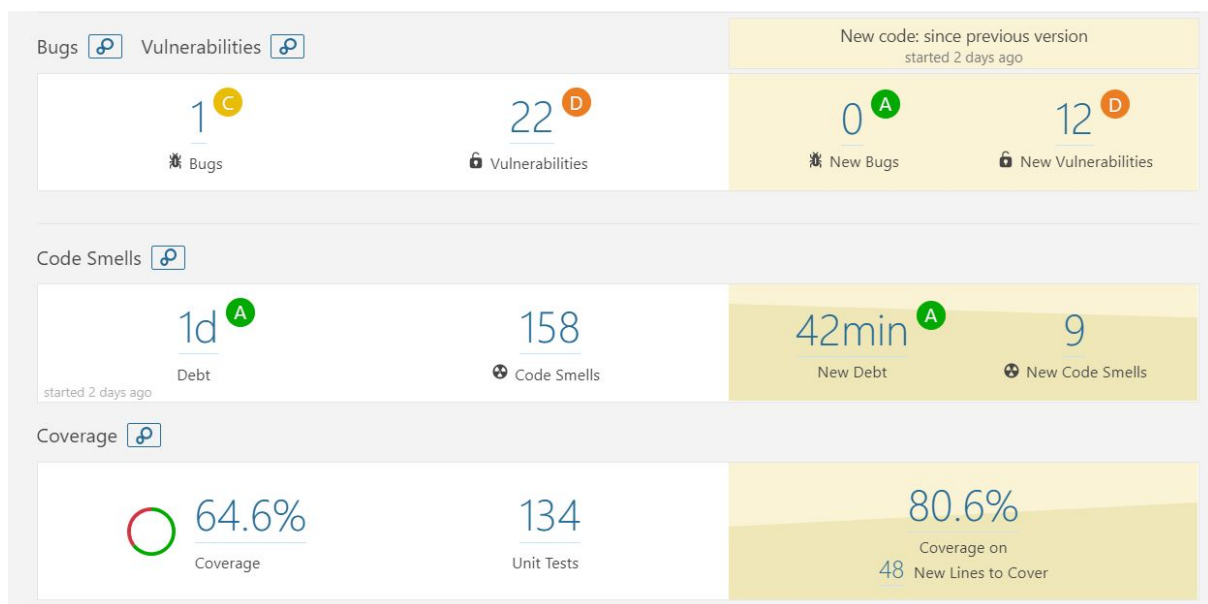 Bugs Vulnerabilities
New code: since previous version
started 2 days ago
1 C
Bugs
22 D
Vulnerabilities
0 A
New Bugs
12 D
New Vulnerabilities
Code Smells
1d A
Debt
started 2 days ago
158
Code Smells
42min A
New Debt
9
New Code Smells
Coverage
64.6%
Coverage
134
Unit Tests
80.6%
Coverage on
48 New Lines to Cover